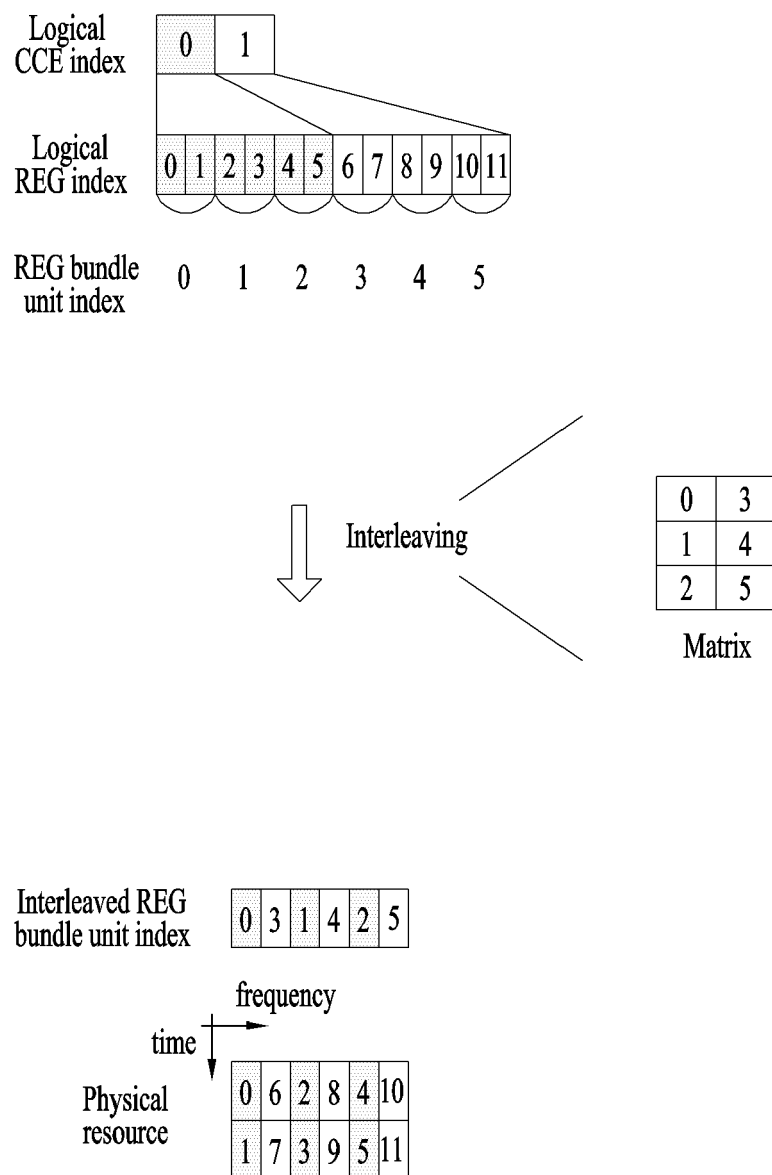 Logical
CCE index
0 1
Logical
REG index
0 1 2 3 4 5 6 7 8 9 10 11
REG bundle
unit index
0 1 2 3 4 5
Interleaving
0 3
1 4
2 5
Matrix
Interleaved REG
bundle unit index
0 3 1 4 2 5
frequency
time
Physical
resource
0 6 2 8 4 10
1 7 3 9 5 11